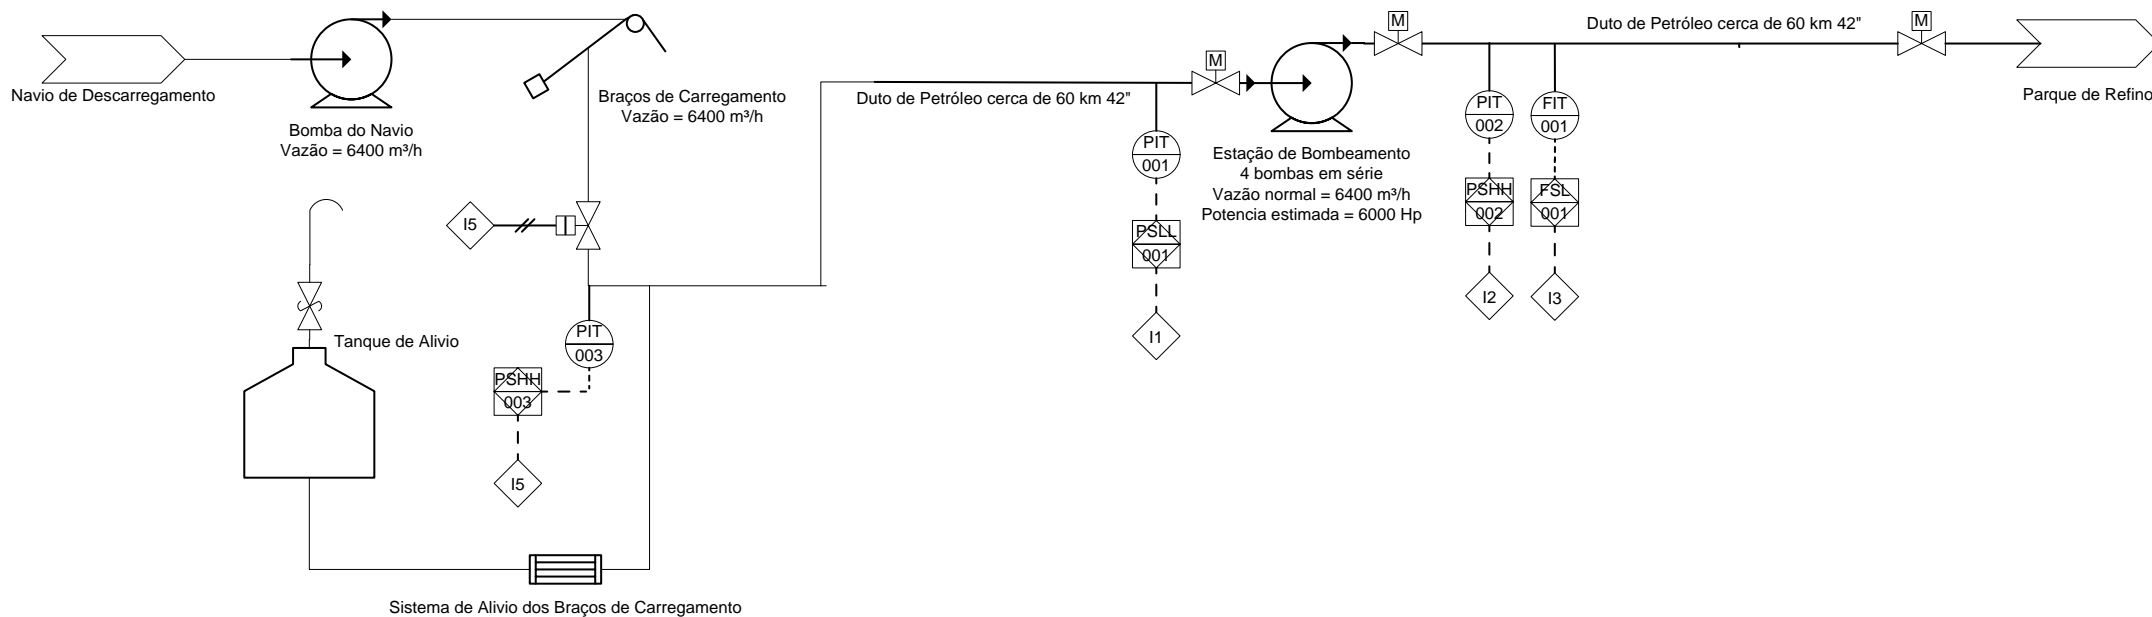 Navio de Descarregamento
Bomba do Navio
Vazão = 6400 m³/h
Braços de Carregamento
Vazão = 6400 m³/h
I5
Tanque de Alivio
PIT
003
PSHH
003
I5
Sistema de Alivio dos Braços de Carregamento
Duto de Petróleo cerca de 60 km 42"
PIT
001
PSLL
001
I1
M
Estação de Bombeamento
4 bombas em série
Vazão normal = 6400 m³/h
Potencia estimada = 6000 Hp
M
PIT
002
PSHH
002
I2
FIT
001
FSL
001
I3
Duto de Petróleo cerca de 60 km 42"
M
Parque de Refino